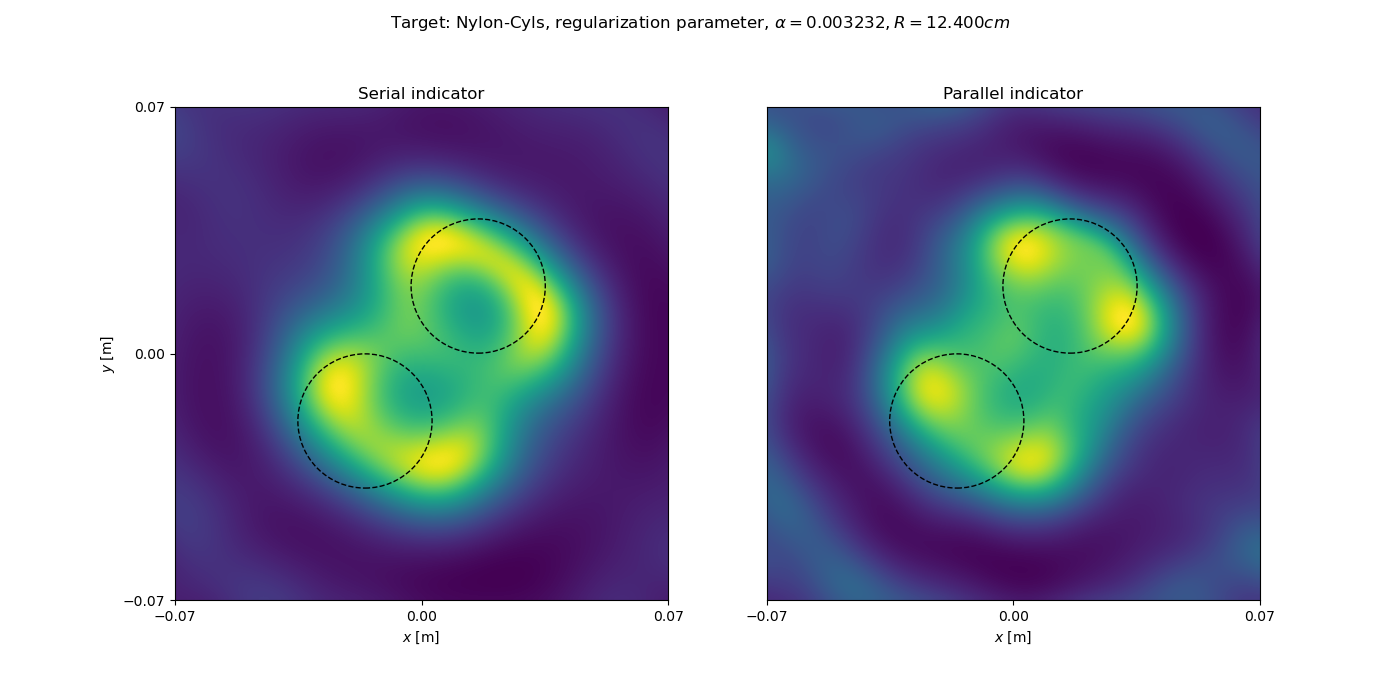 Target: Nylon-Cyls, regularization parameter, α = 0.003232, R = 12.400cm
Serial indicator
Parallel indicator
0.07
0.00
−0.07
y [m]
−0.07 0.00 0.07
−0.07 0.00 0.07
x [m]
x [m]